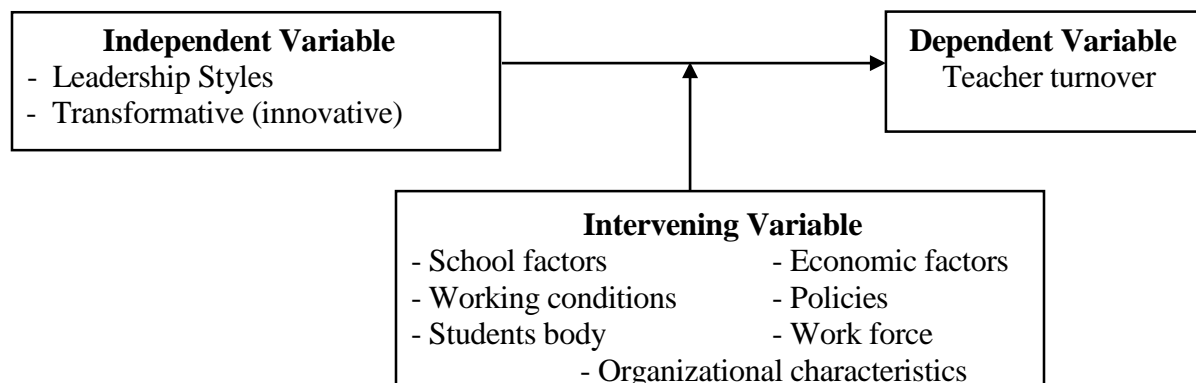 Independent Variable
- Leadership Styles
- Transformative (innovative)
Dependent Variable
Teacher turnover
Intervening Variable
- School factors
- Economic factors
- Working conditions
- Policies
- Students body
- Work force
- Organizational characteristics